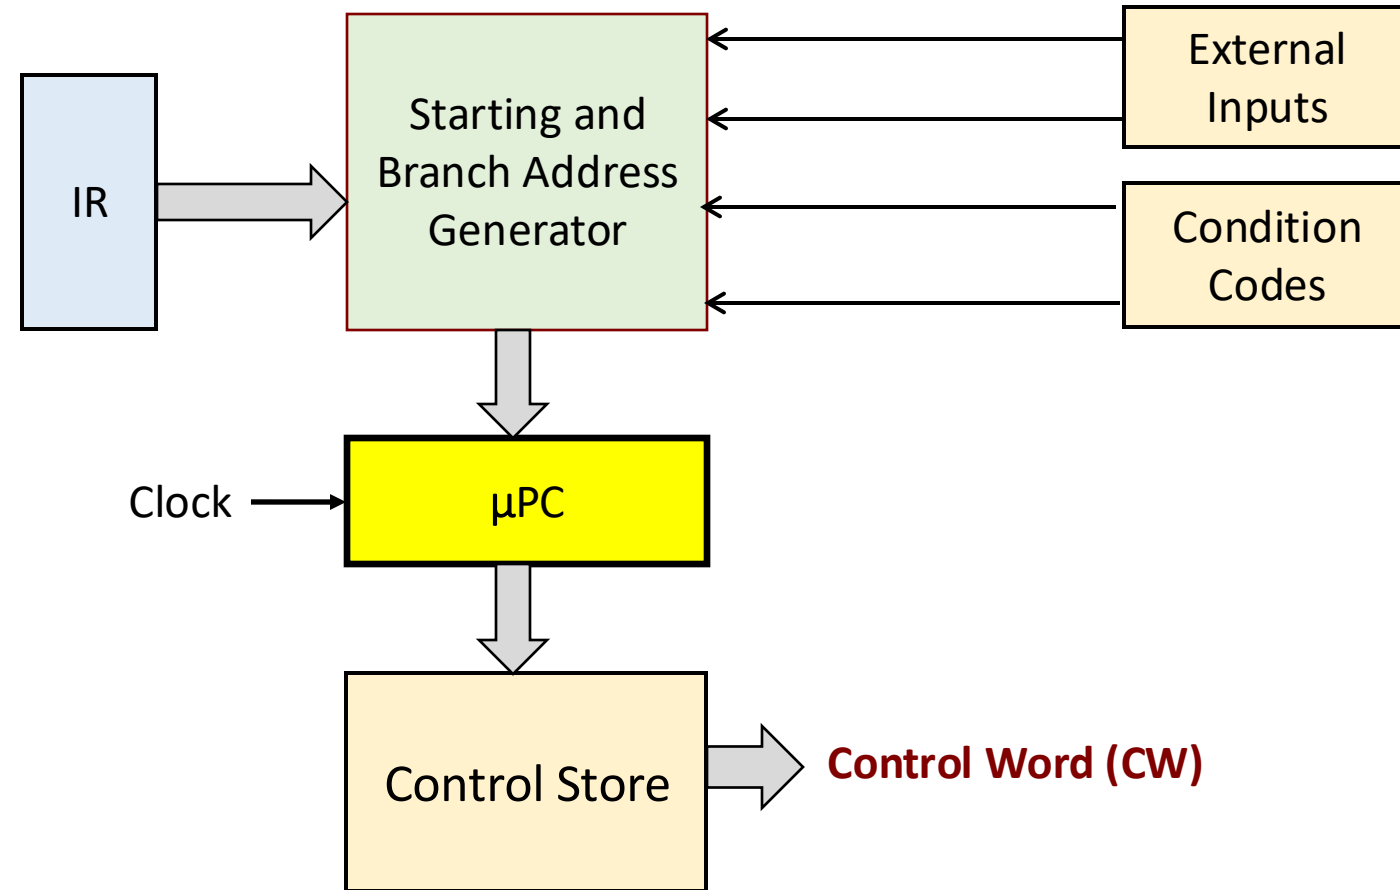 External
Inputs
Starting and
Branch Address
Generator
IR
Condition
Codes
Clock
µPC
Control Store
Control Word (CW)